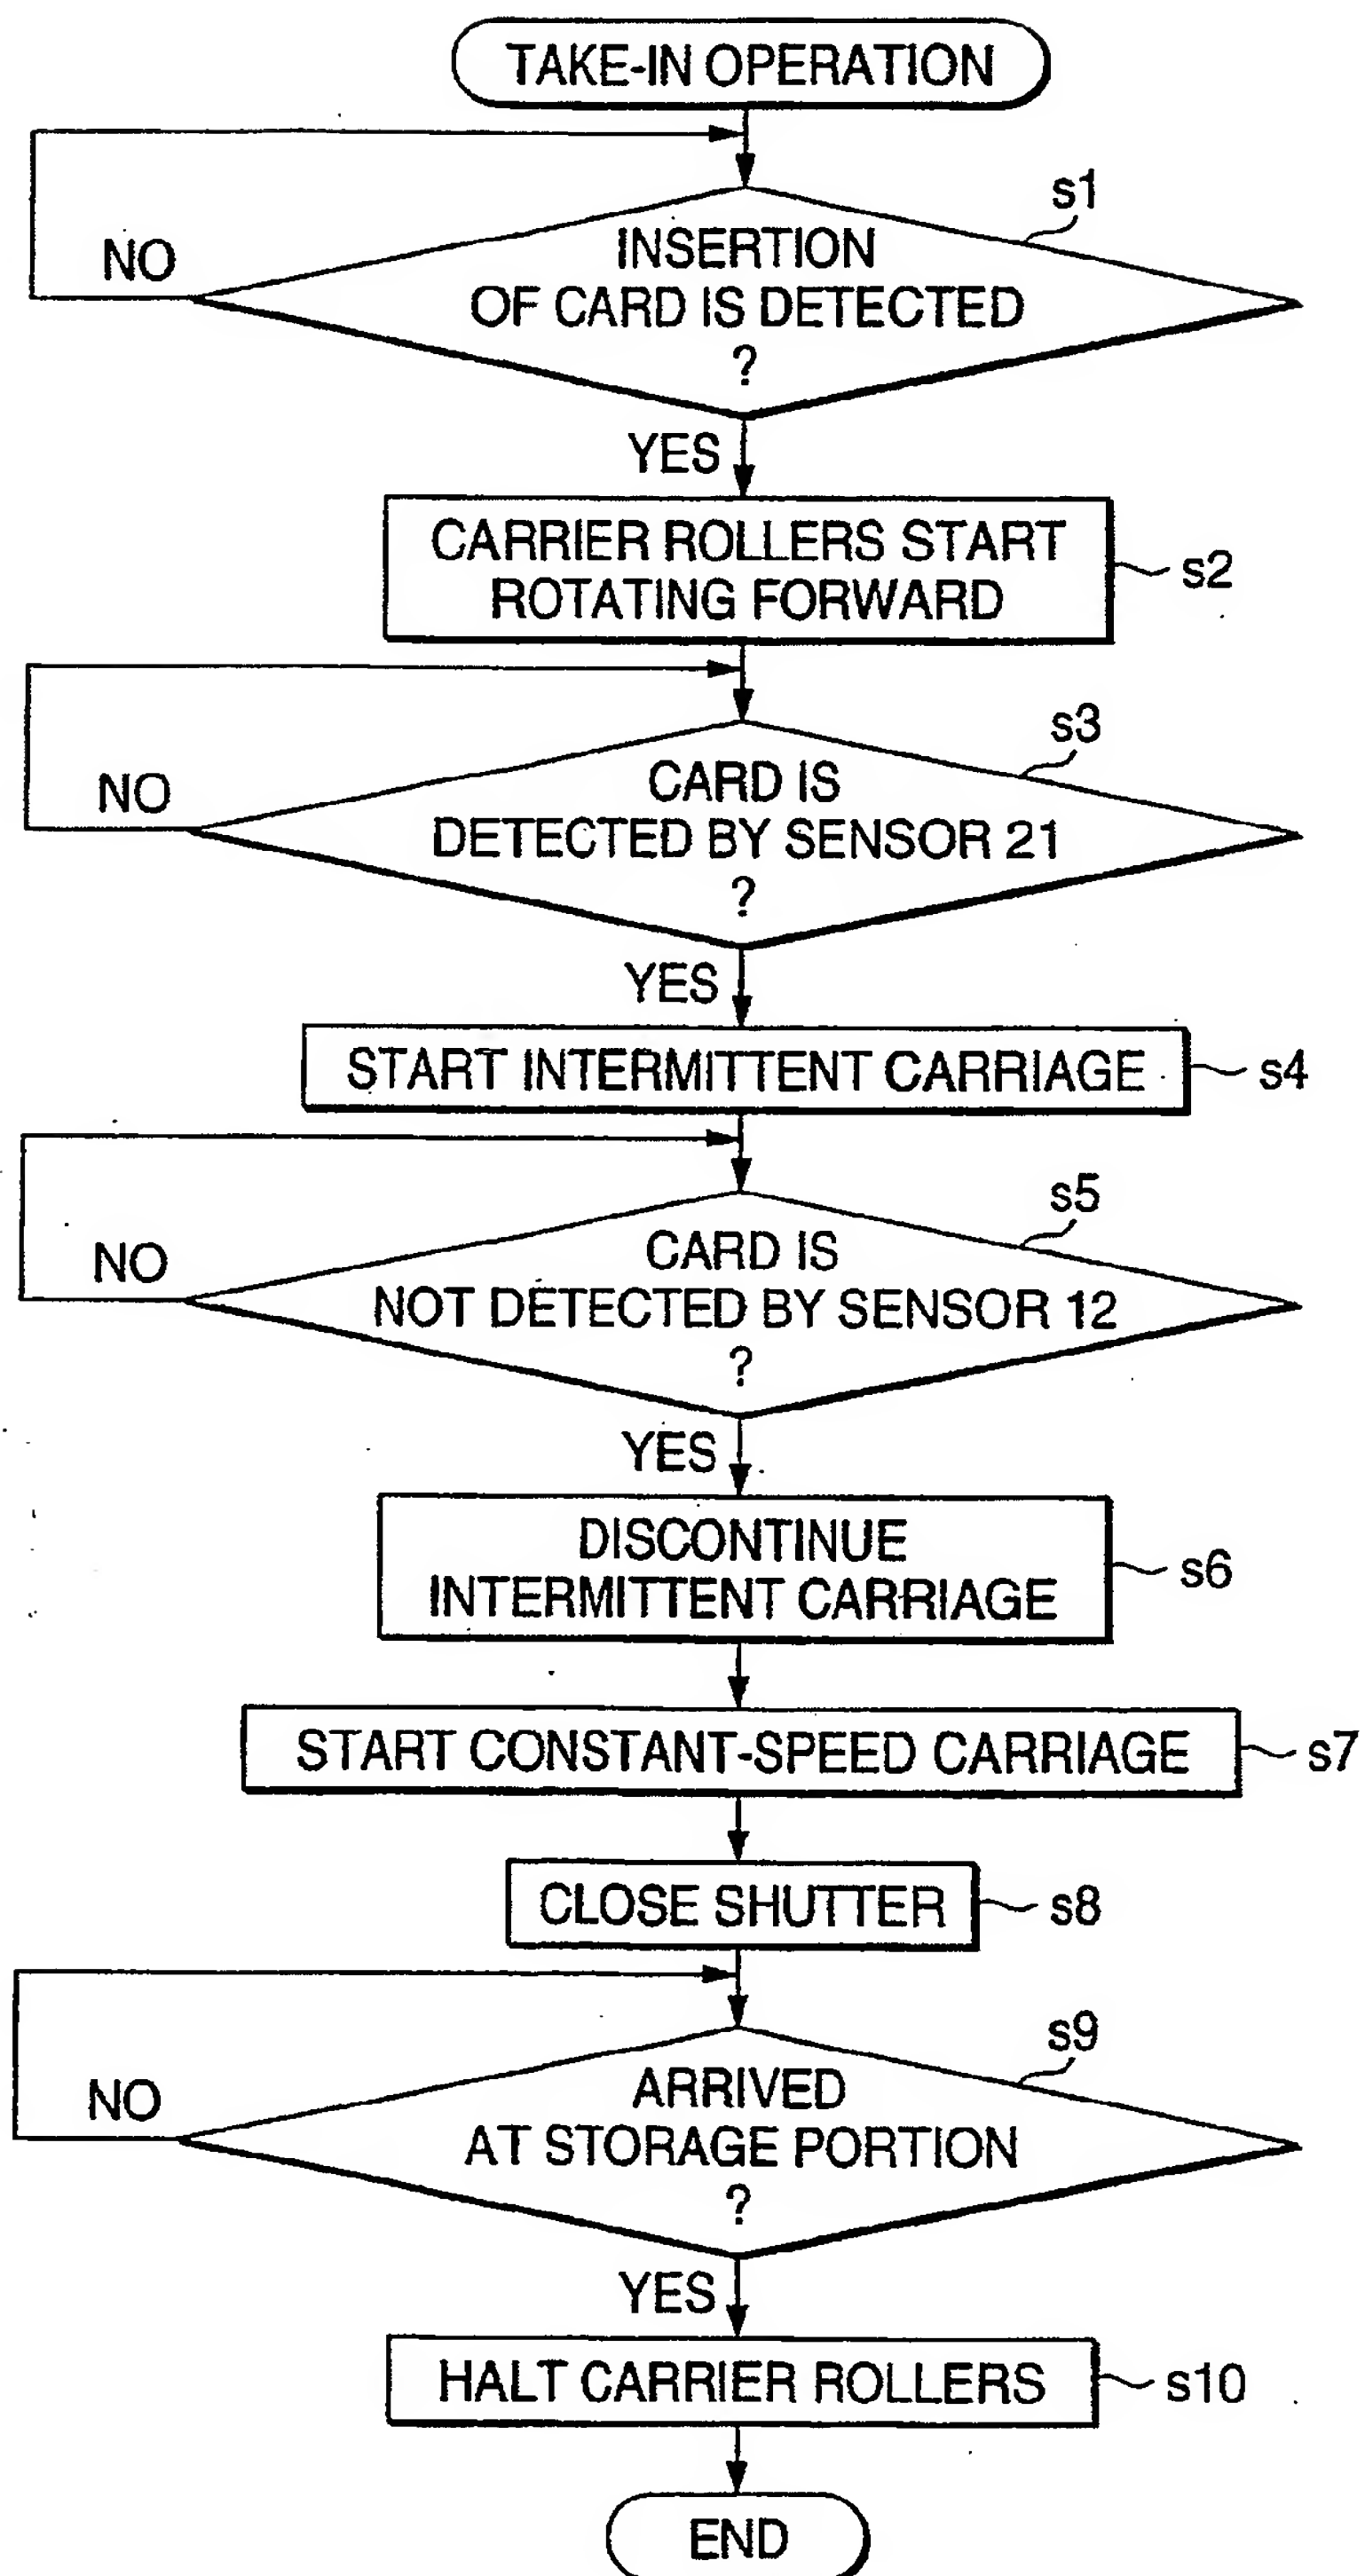 TAKE-IN OPERATION
s1
INSERTION
NO
OF CARD IS DETECTED
?
YES
CARRIER ROLLERS START
s2
ROTATING FORWARD
s3
CARD IS
NO
DETECTED BY SENSOR 21
?
YES
START INTERMITTENT CARRIAGE
s4
s5
CARD IS
NO
NOT DETECTED BY SENSOR 12
?
YES
DISCONTINUE
s6
INTERMITTENT CARRIAGE
START CONSTANT-SPEED CARRIAGE
s7
CLOSE SHUTTER
s8
s9
ARRIVED
NO
AT STORAGE PORTION
?
YES
HALT CARRIER ROLLERS
s10
END